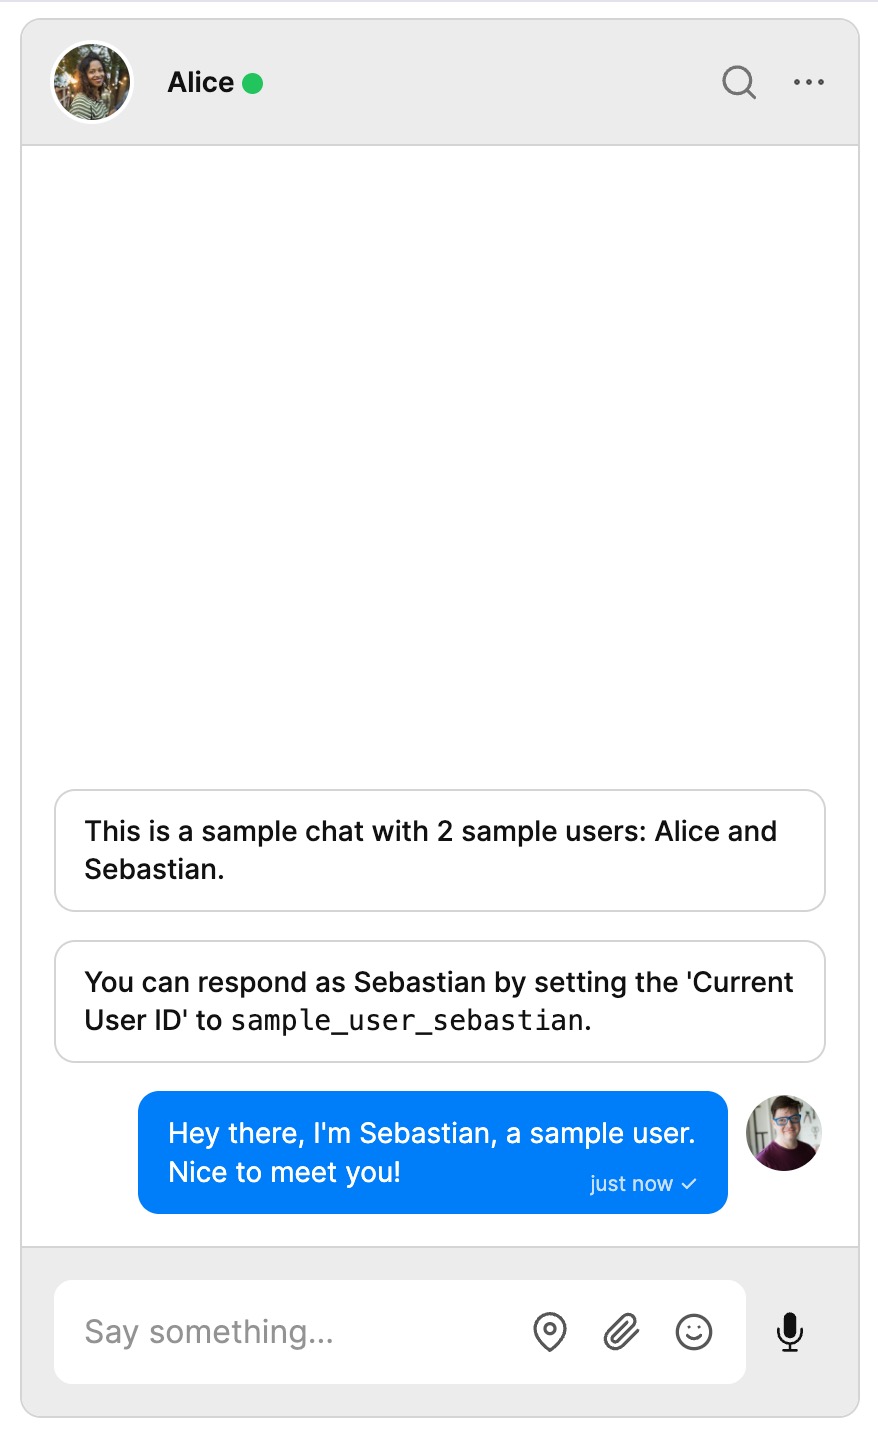 Alice
This is a sample chat with 2 sample users: Alice and
Sebastian.
You can respond as Sebastian by setting the 'Current
User ID' to sample_user_sebastian.
Hey there, I'm Sebastian, a sample user.
Nice to meet you!
just now ✓
Say something...